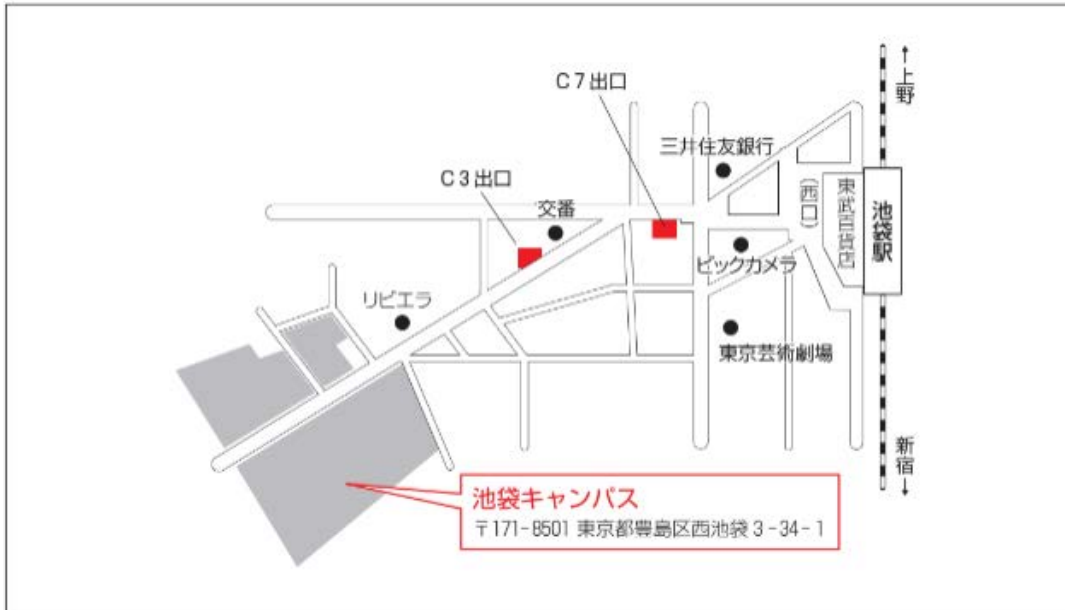 ↑上野
C7出口
三井住友銀行
C3出口
交番
(西口)
東武百貨店
池袋駅
ビックカメラ
リビエラ
東京芸術劇場
新宿↓
池袋キャンパス
〒171-8501 東京都豊島区西池袋3-34-1